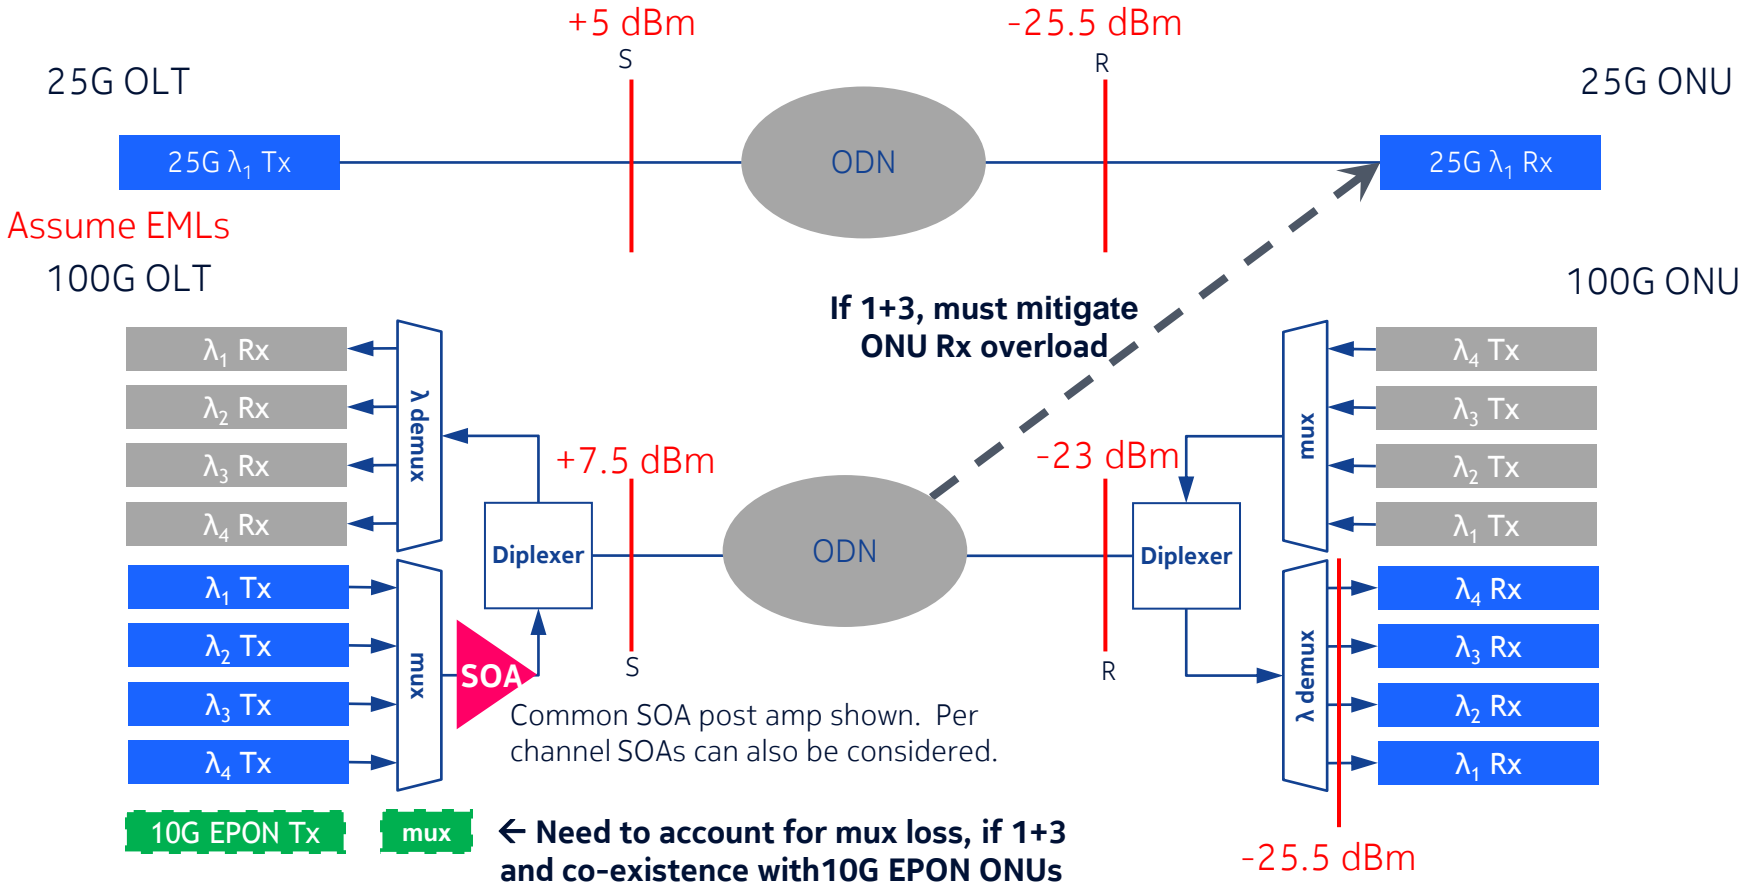 +5 dBm
-25.5 dBm
S
R
25G OLT
25G ONU
25G λ1 Tx
ODN
25G λ1 Rx
Assume EMLs
100G OLT
100G ONU
If 1+3, must mitigate
ONU Rx overload
λ1 Rx
λ2 Rx
λ3 Rx
λ4 Rx
λ demux
λ4 Tx
λ3 Tx
λ2 Tx
λ1 Tx
mux
+7.5 dBm
-23 dBm
Diplexer
ODN
Diplexer
λ1 Tx
λ2 Tx
λ3 Tx
λ4 Tx
mux
SOA
S
R
λ demux
λ4 Rx
λ3 Rx
λ2 Rx
λ1 Rx
Common SOA post amp shown. Per
channel SOAs can also be considered.
10G EPON Tx
mux
← Need to account for mux loss, if 1+3
and co-existence with10G EPON ONUs
-25.5 dBm